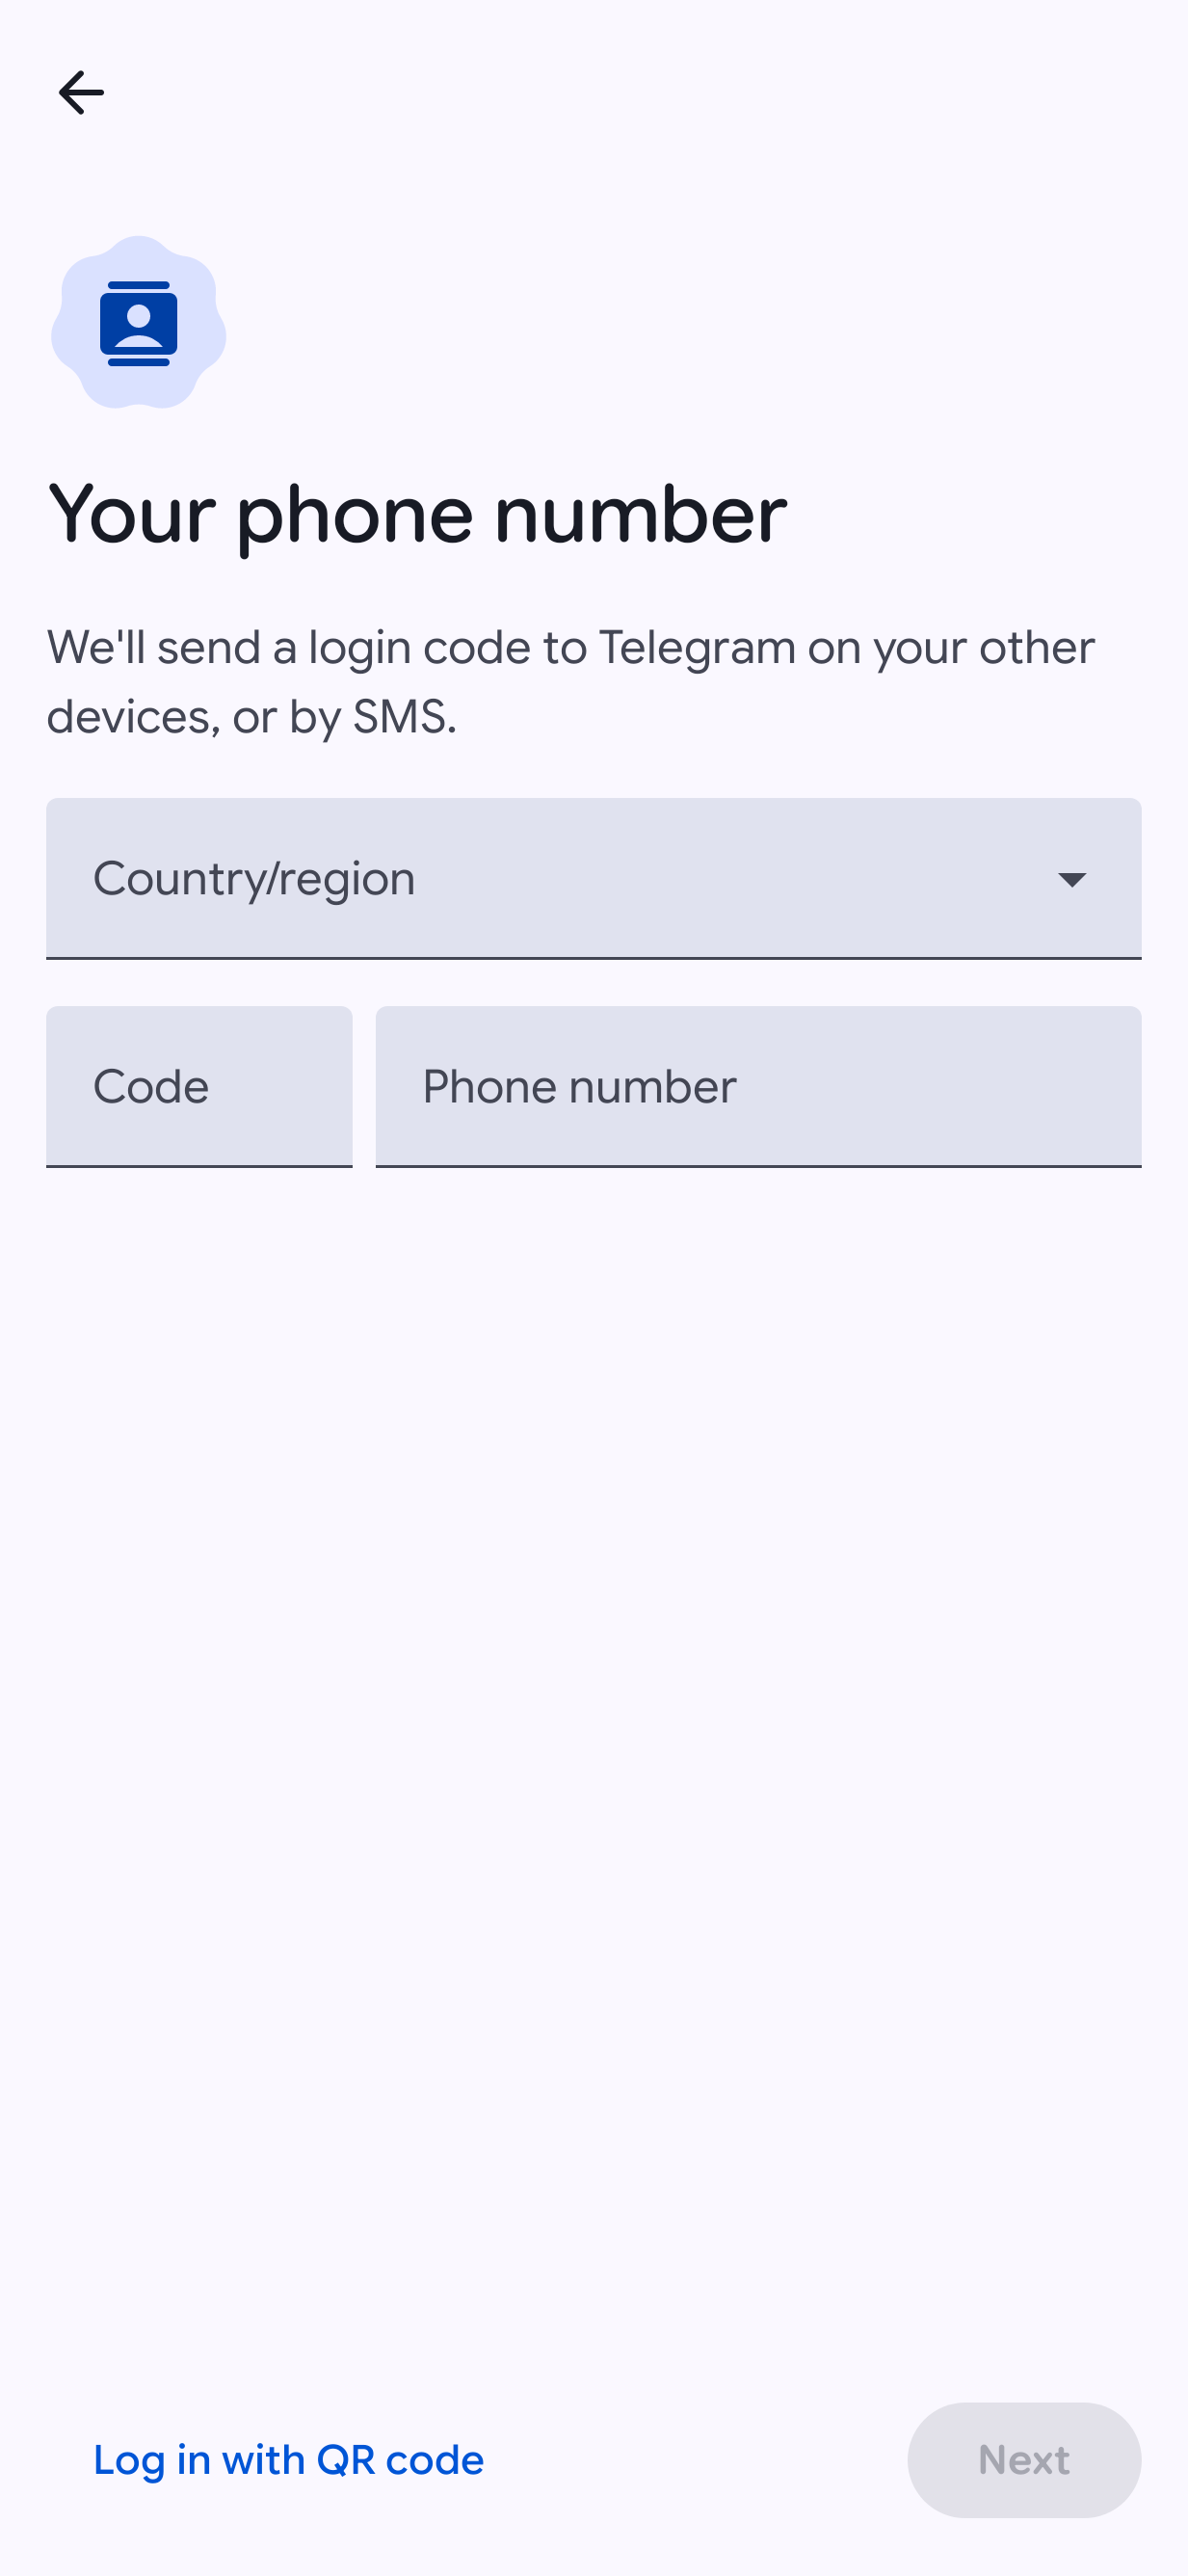 Your phone number
We'll send a login code to Telegram on your other
devices, or by SMS.
Country/region
Code
Phone number
Log in with QR code
Next